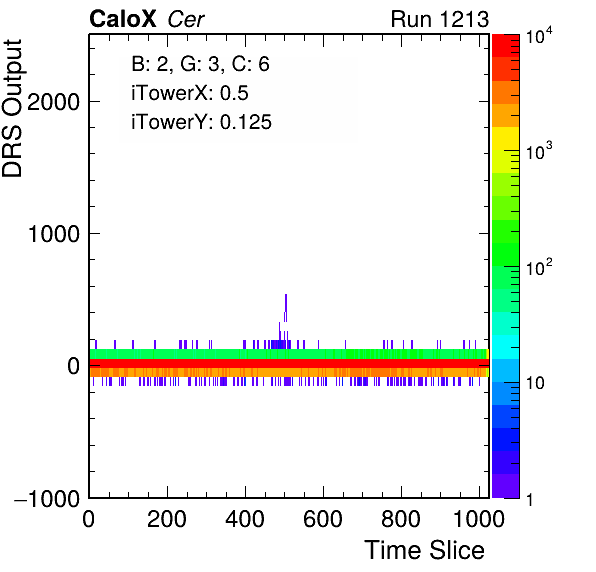 CaloX Cer Run 1213
B: 2, G: 3, C: 6
iTowerX: 0.5
iTowerY: 0.125
DRS Output
2000
1000
0
−1000
0 200 400 600 800 1000
Time Slice
10⁴
10³
10²
10
1